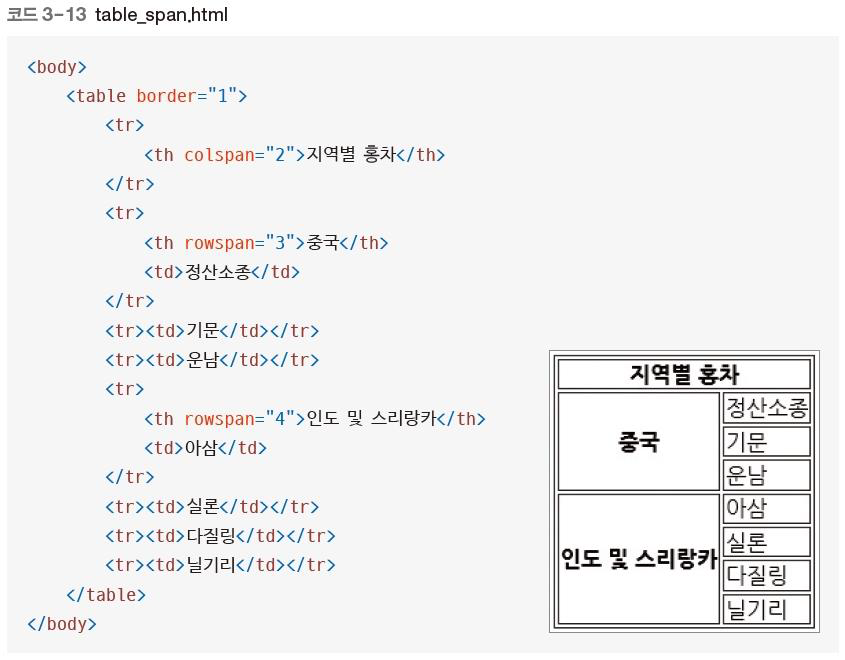 코드 3-13 table_span.html
<body>
<table border="1">
<tr>
<th colspan="2">지역별 홍차</th>
</tr>
<tr>
<th rowspan="3">중국</th>
<td>정산소종</td>
</tr>
<tr><td>기문</td></tr>
<tr><td>운남</td></tr>
<tr>
<th rowspan="4">인도 및 스리랑카</th>
<td>아삼</td>
</tr>
<tr><td>실론</td></tr>
<tr><td>다질링</td></tr>
<tr><td>닐기리</td></tr>
</table>
</body>
지역별 홍차
중국
정산소종
기문
운남
인도 및 스리랑카
아삼
실론
다질링
닐기리